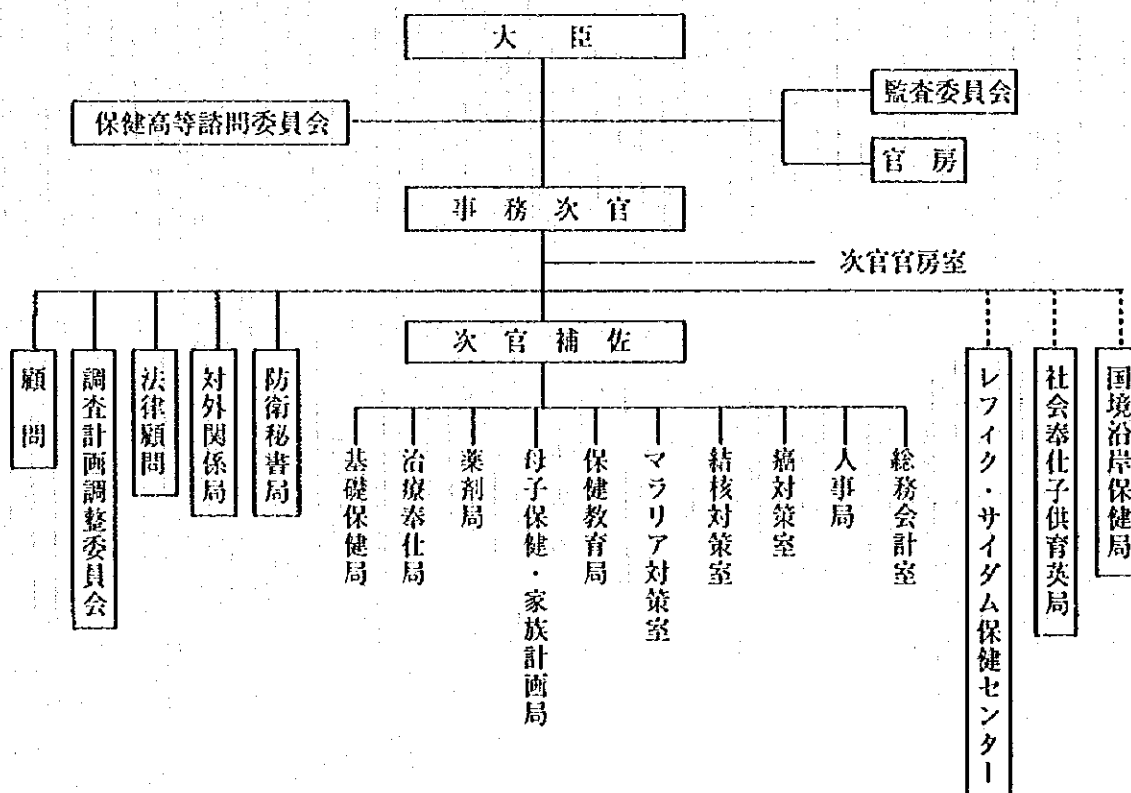 大臣
監査委員会
保健高等諮問委員会
官房
事務次官
次官官房室
次官補佐
顧問
調査計画調整委員会
法律顧問
対外関係局
防衛秘書局
基礎保健局
治療奉仕局
薬剤局
母子保健・家族計画局
保健教育局
マラリア対策室
結核対策室
癌対策室
人事局
総務会計室
レフィク・サイダム保健センター
社会奉仕子供育英局
国境沿岸保健局